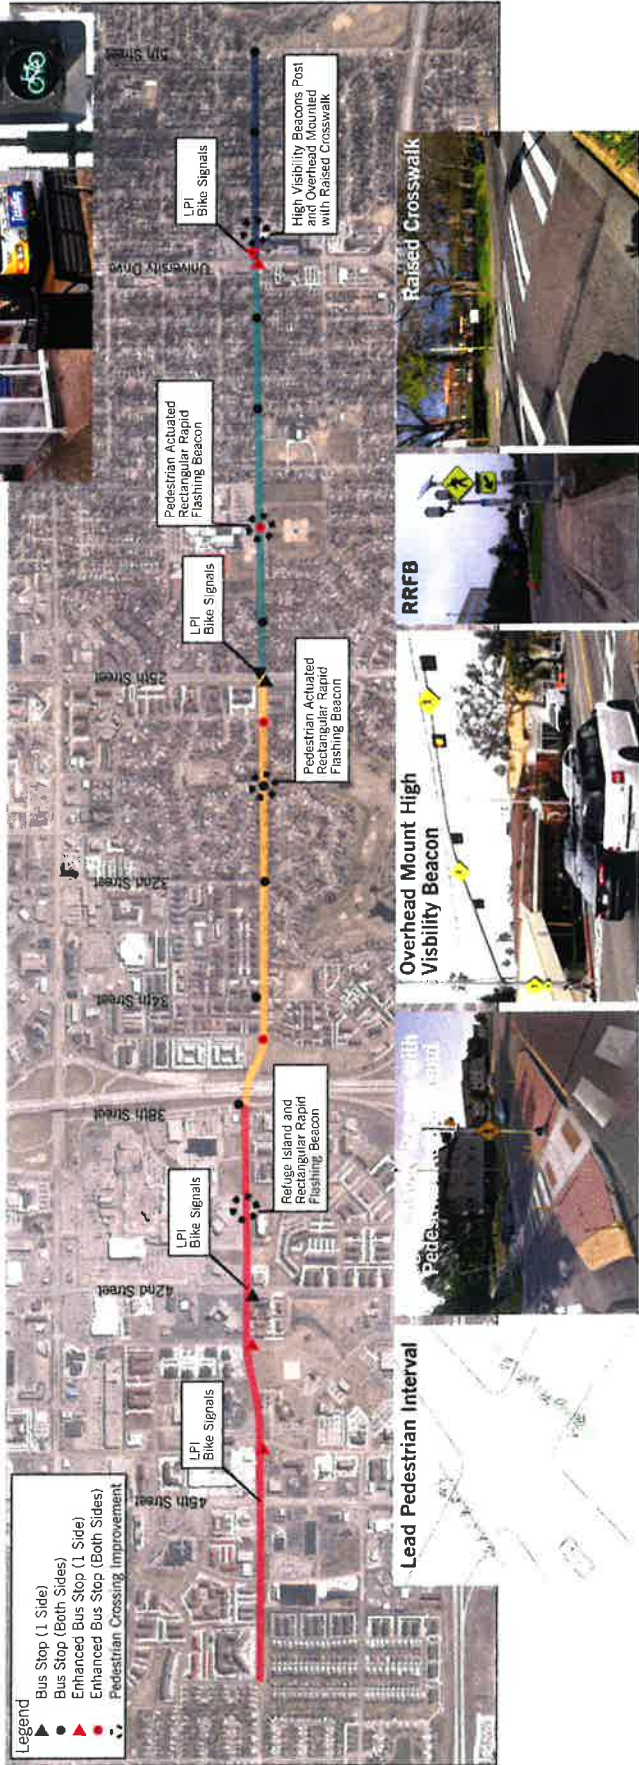 Legend
Bus Stop (1 Side)
Bus Stop (Both Sides)
Enhanced Bus Stop (1 Side)
Enhanced Bus Stop (Both Sides)
Pedestrian Crossing Improvement
45th Street
LPI
Bike Signals
42nd Street
LPI
Bike Signals
Refuge Island and
Rectangular Rapid
Flashing Beacon
38th Street
34th Street
32nd Street
Pedestrian Actuated
Rectangular Rapid
Flashing Beacon
25th Street
LPI
Bike Signals
Pedestrian Actuated
Rectangular Rapid
Flashing Beacon
University Drive
LPI
Bike Signals
High Visibility Beacons Post
and Overhead Mounted
with Raised Crosswalk
5th Street
Lead Pedestrian Interval
Overhead Mount High
Visbility Beacon
RRFB
Raised Crosswalk